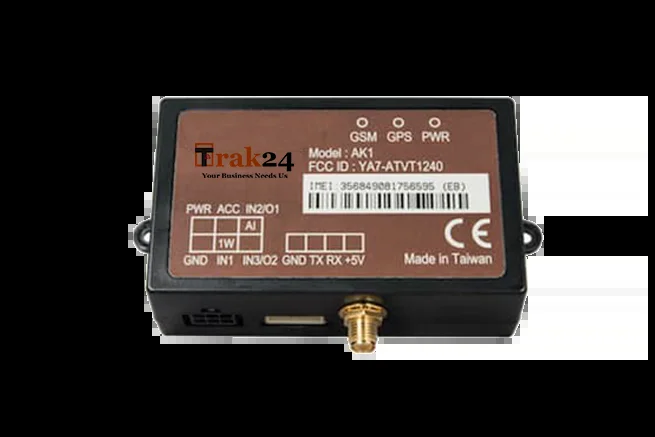 Trak24
Your Business Needs Us
GSM GPS PWR
Model : AK1
FCC ID : YA7-ATVT1240
IMEI: 356849081756595 (EB)
PWR ACC IN2/O1
AI
1W
GND IN1 IN3/O2
GND TX RX +5V
CE
Made in Taiwan